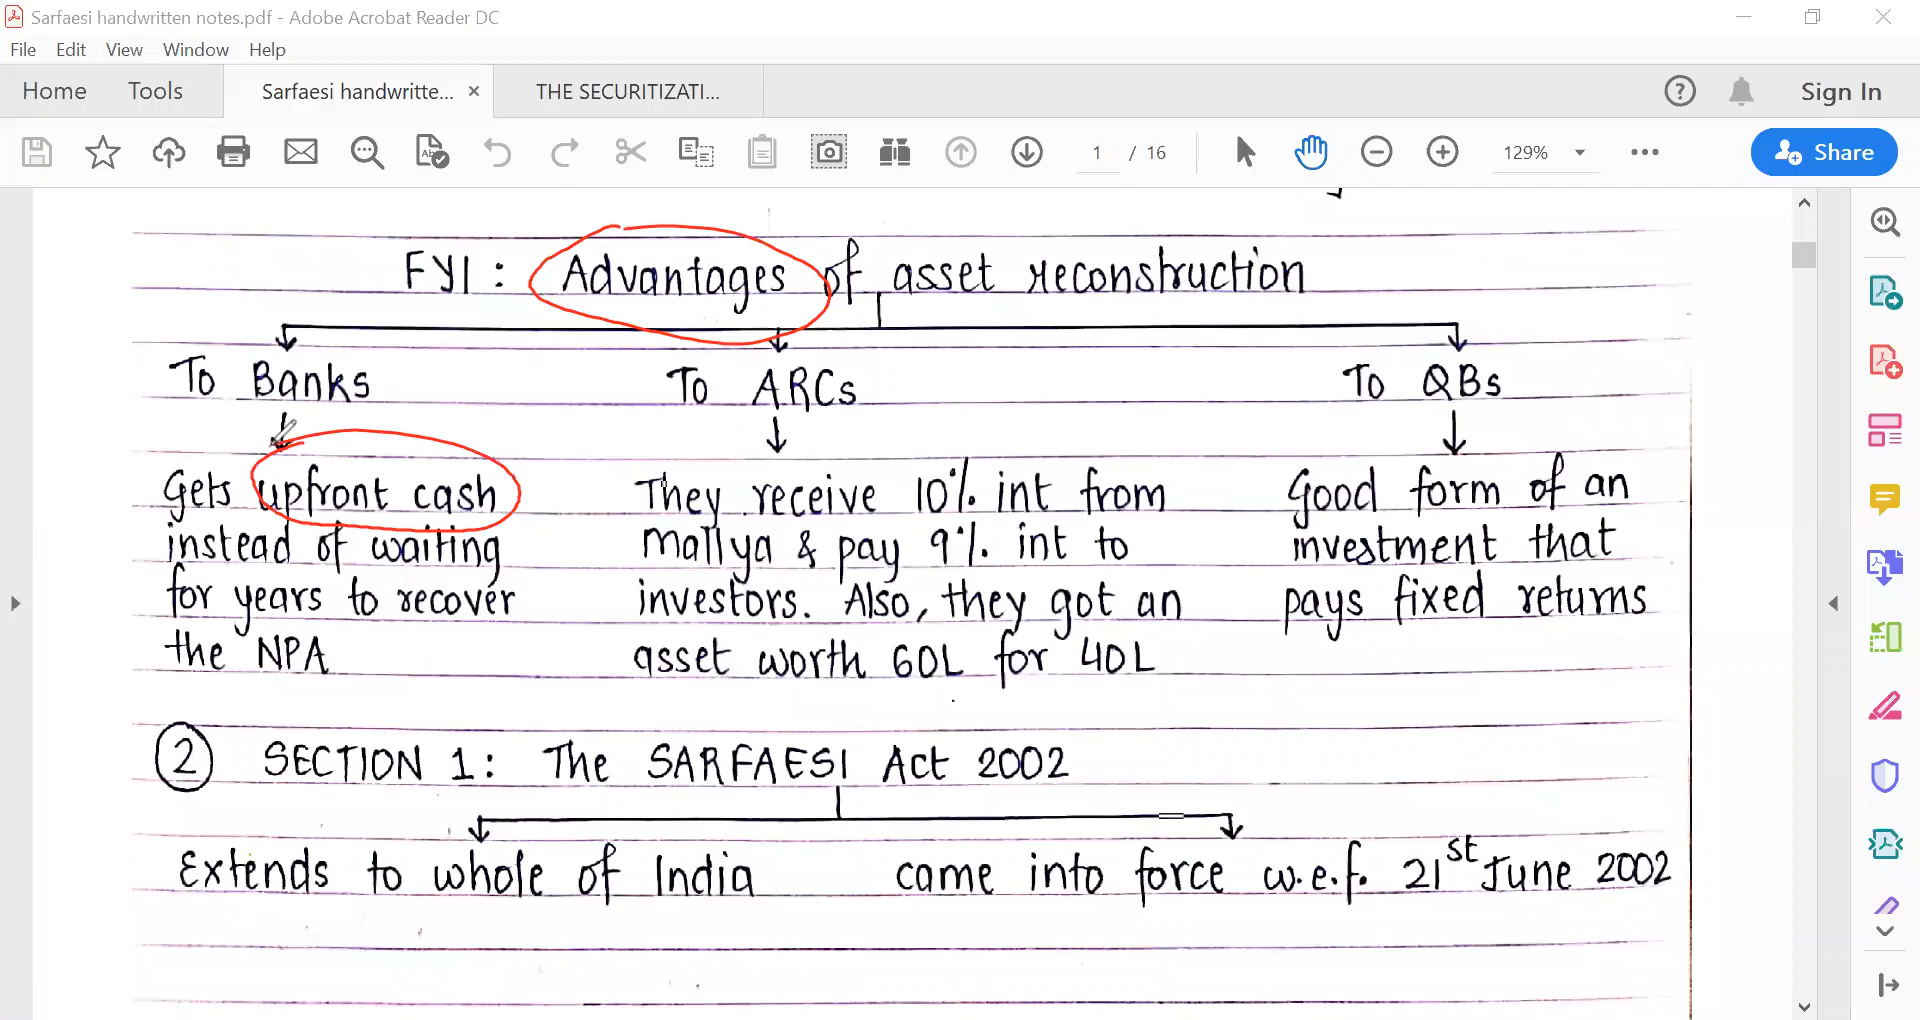 Sarfaesi handwritten notes.pdf - Adobe Acrobat Reader DC
File Edit View Window Help
Home Tools Sarfaesi handwritte... × THE SECURITIZATI... Sign In
1 / 16 129% Share
FYI : Advantages of asset reconstruction
To Banks To ARCs To QBs
Gets upfront cash They receive 10% int from Good form of an
instead of waiting Mallya & pay 9% int to investment that
for years to recover investors. Also, they got an pays fixed returns
the NPA asset worth 60L for 40L
2 SECTION 1: The SARFAESI Act 2002
Extends to whole of India came into force w.e.f. 21st June 2002